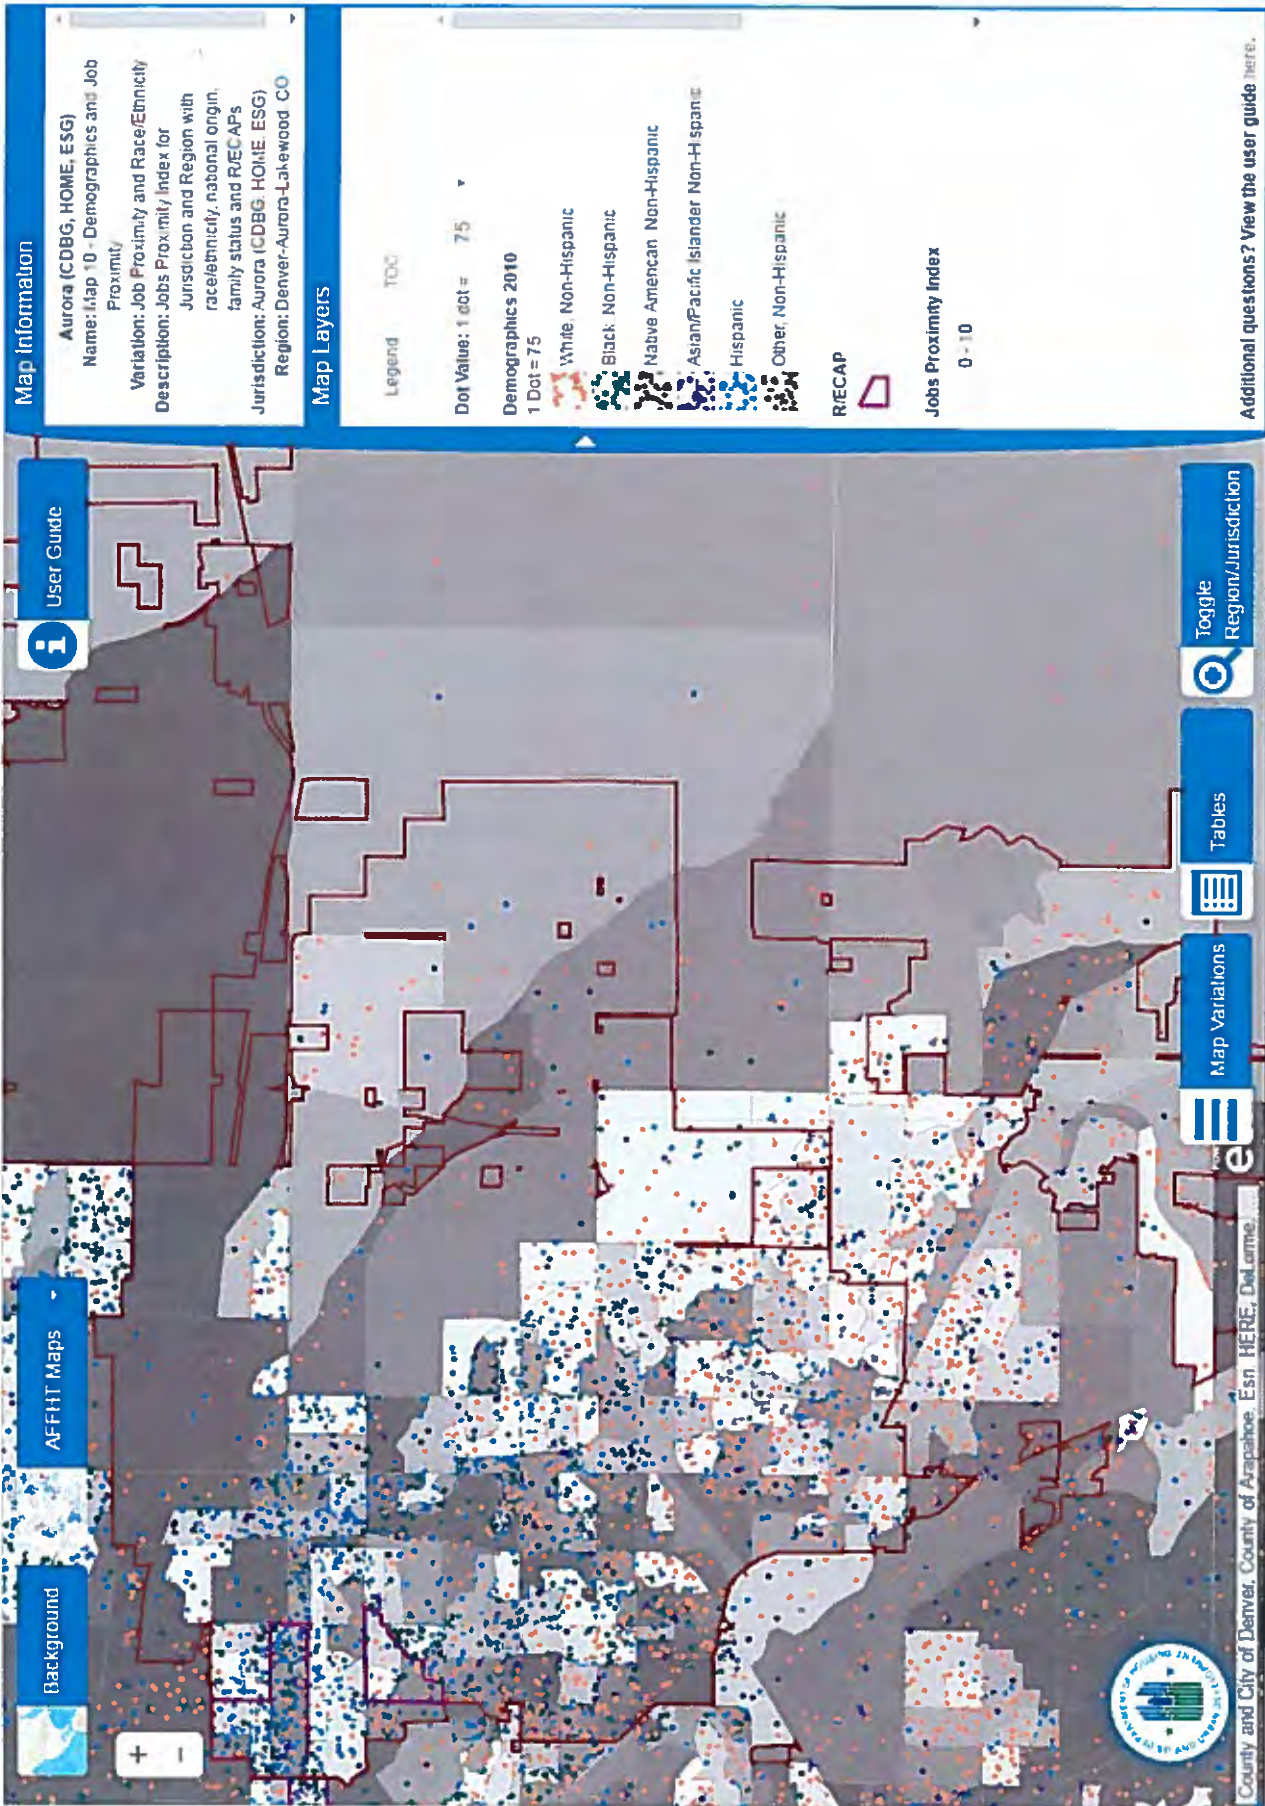 Background
AFFHT Maps
User Guide
+
−
Map Information
Aurora (CDBG, HOME, ESG)
Name: Map 10 - Demographics and Job
Proximity
Variation: Job Proximity and Race/Ethnicity
Description: Jobs Proximity Index for
Jurisdiction and Region with
race/ethnicity, national origin,
family status and R/ECAPs
Jurisdiction: Aurora (CDBG, HOME, ESG)
Region: Denver-Aurora-Lakewood, CO
Map Layers
Legend TOC
Dot Value: 1 dot = 75
Demographics 2010
1 Dot = 75
White, Non-Hispanic
Black, Non-Hispanic
Native American, Non-Hispanic
Asian/Pacific Islander, Non-Hispanic
Hispanic
Other, Non-Hispanic
R/ECAP
Jobs Proximity Index
0 - 10
Additional questions? View the user guide here.
Map Variations
Tables
Toggle
Region/Jurisdiction
County and City of Denver, County of Arapahoe, Esri, HERE, DeLorme,
e